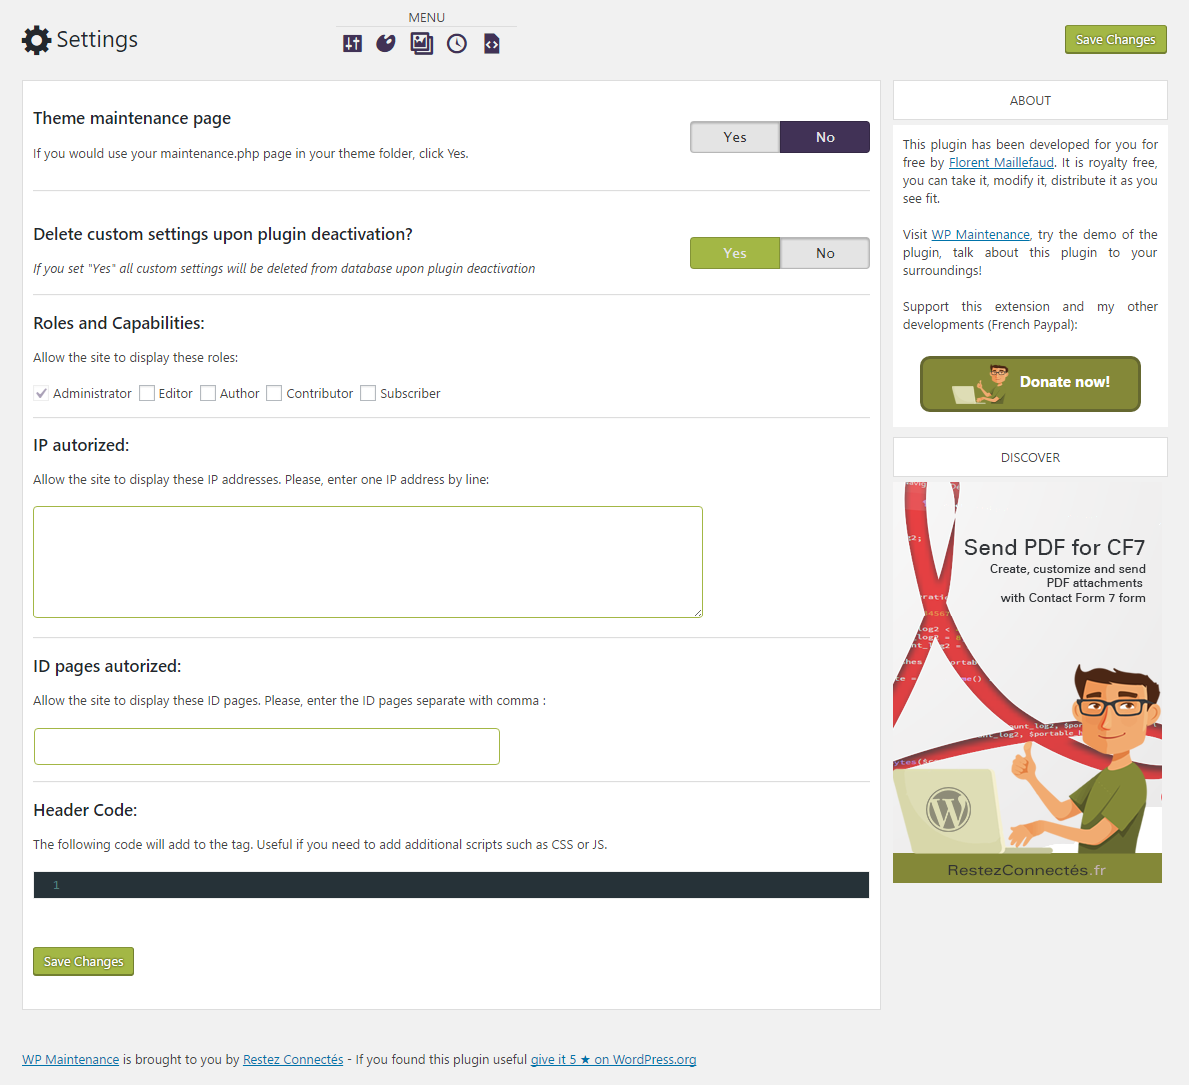 Settings
MENU
Save Changes
Theme maintenance page
If you would use your maintenance.php page in your theme folder, click Yes.
Yes No
Delete custom settings upon plugin deactivation?
If you set "Yes" all custom settings will be deleted from database upon plugin deactivation
Yes No
Roles and Capabilities:
Allow the site to display these roles:
Administrator Editor Author Contributor Subscriber
IP autorized:
Allow the site to display these IP addresses. Please, enter one IP address by line:
ID pages autorized:
Allow the site to display these ID pages. Please, enter the ID pages separate with comma :
Header Code:
The following code will add to the tag. Useful if you need to add additional scripts such as CSS or JS.
1
Save Changes
ABOUT
This plugin has been developed for you for
free by Florent Maillefaud. It is royalty free,
you can take it, modify it, distribute it as you
see fit.
Visit WP Maintenance, try the demo of the
plugin, talk about this plugin to your
surroundings!
Support this extension and my other
developments (French Paypal):
Donate now!
DISCOVER
Send PDF for CF7
Create, customize and send
PDF attachments
with Contact Form 7 form
RestezConnectés.fr
WP Maintenance is brought to you by Restez Connectés - If you found this plugin useful give it 5 ★ on WordPress.org